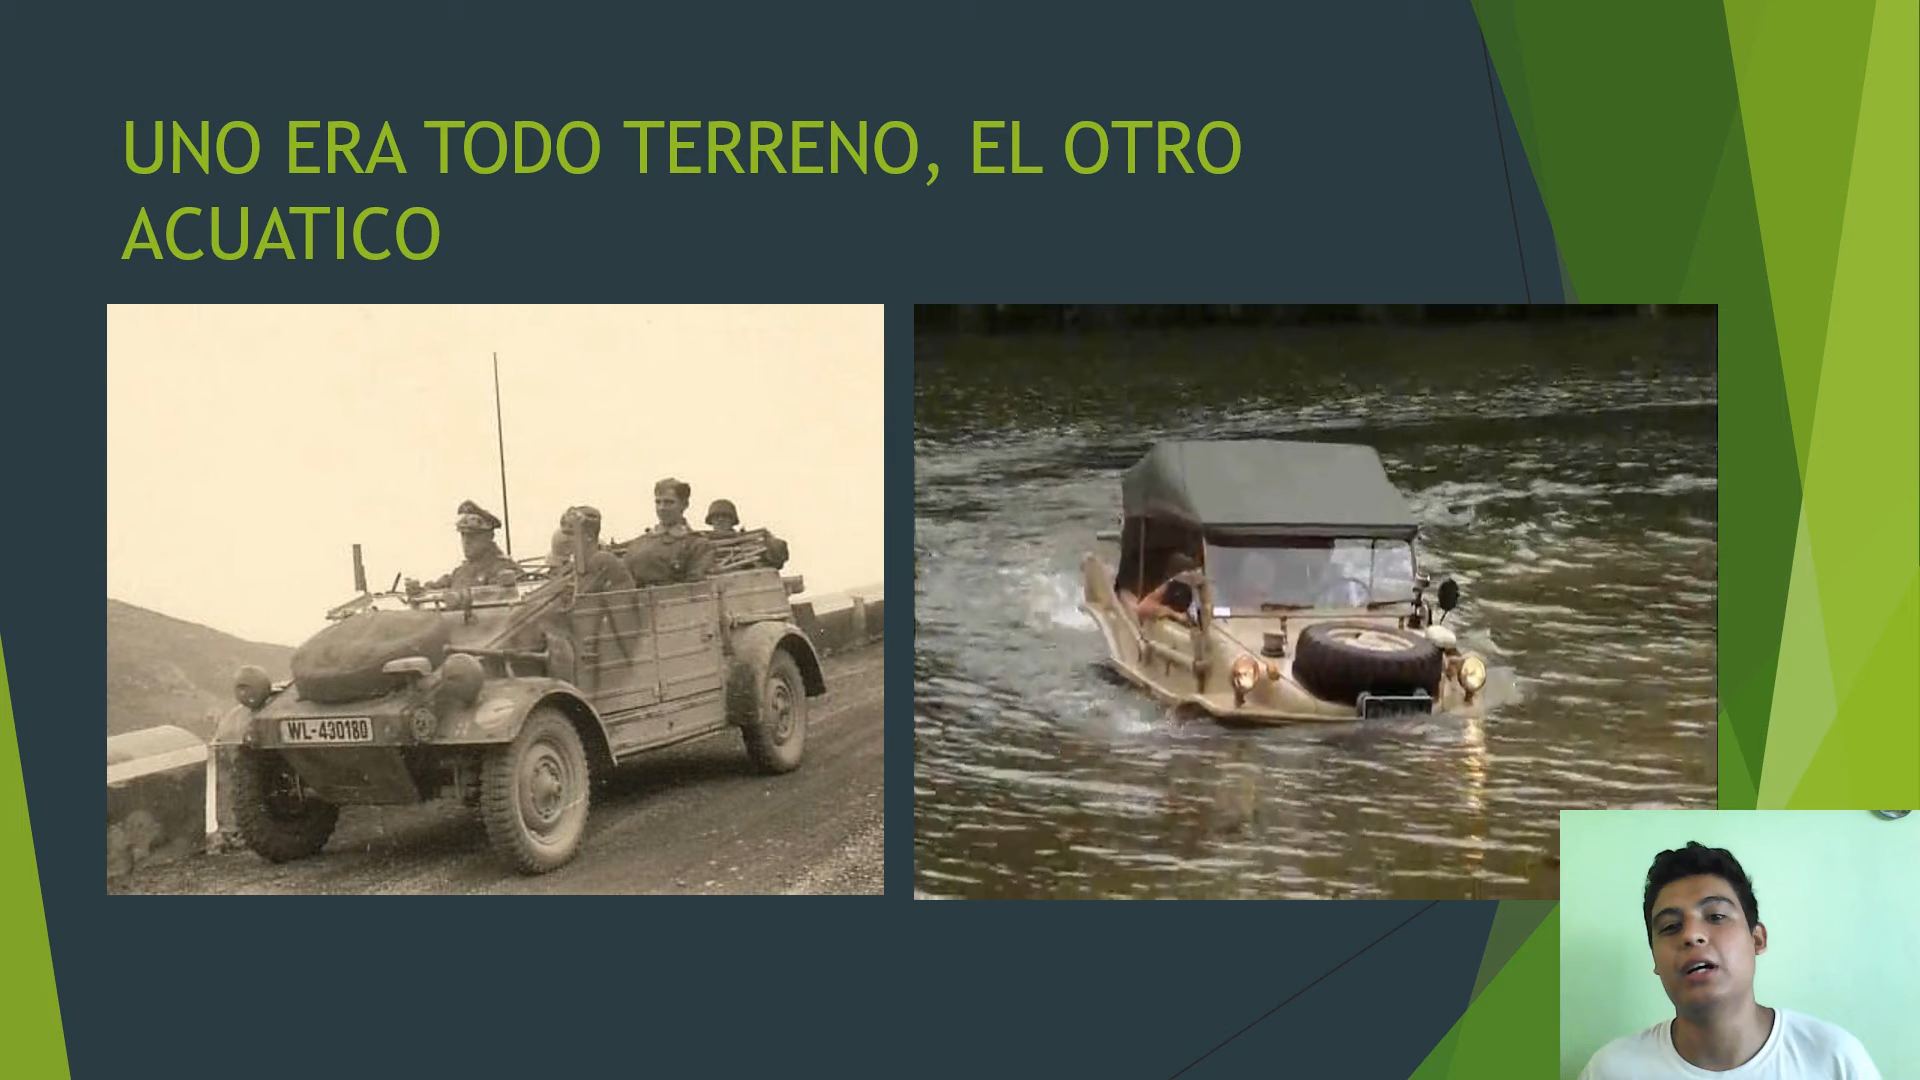 UNO ERA TODO TERRENO, EL OTRO
ACUATICO
WL-430180